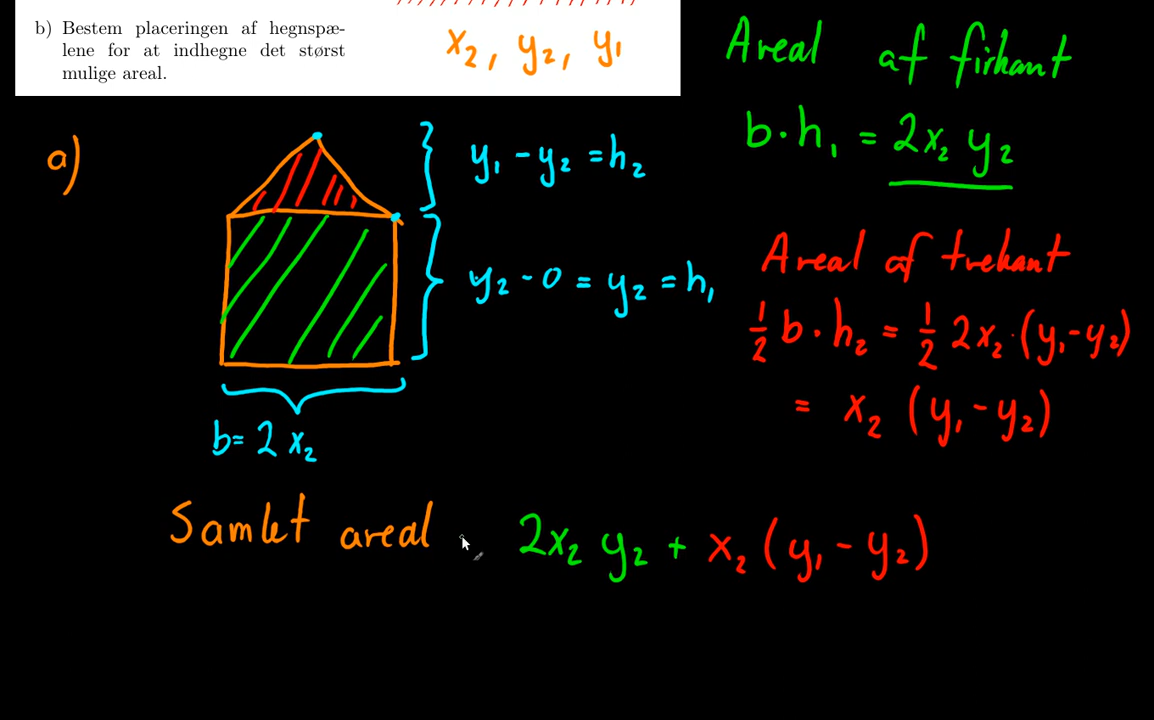 b) Bestem placeringen af hegnspæ-
lene for at indhegne det størst
mulige areal.
x₂, y₂, y₁
a)
y₁ - y₂ = h₂
y₂ - 0 = y₂ = h₁
b = 2 x₂
Areal af firkant
b · h₁ = 2x₂ y₂
Areal af trekant
½ b · h₂ = ½ 2x₂ · (y₁ - y₂)
= x₂ (y₁ - y₂)
Samlet areal 2x₂ y₂ + x₂ (y₁ - y₂)